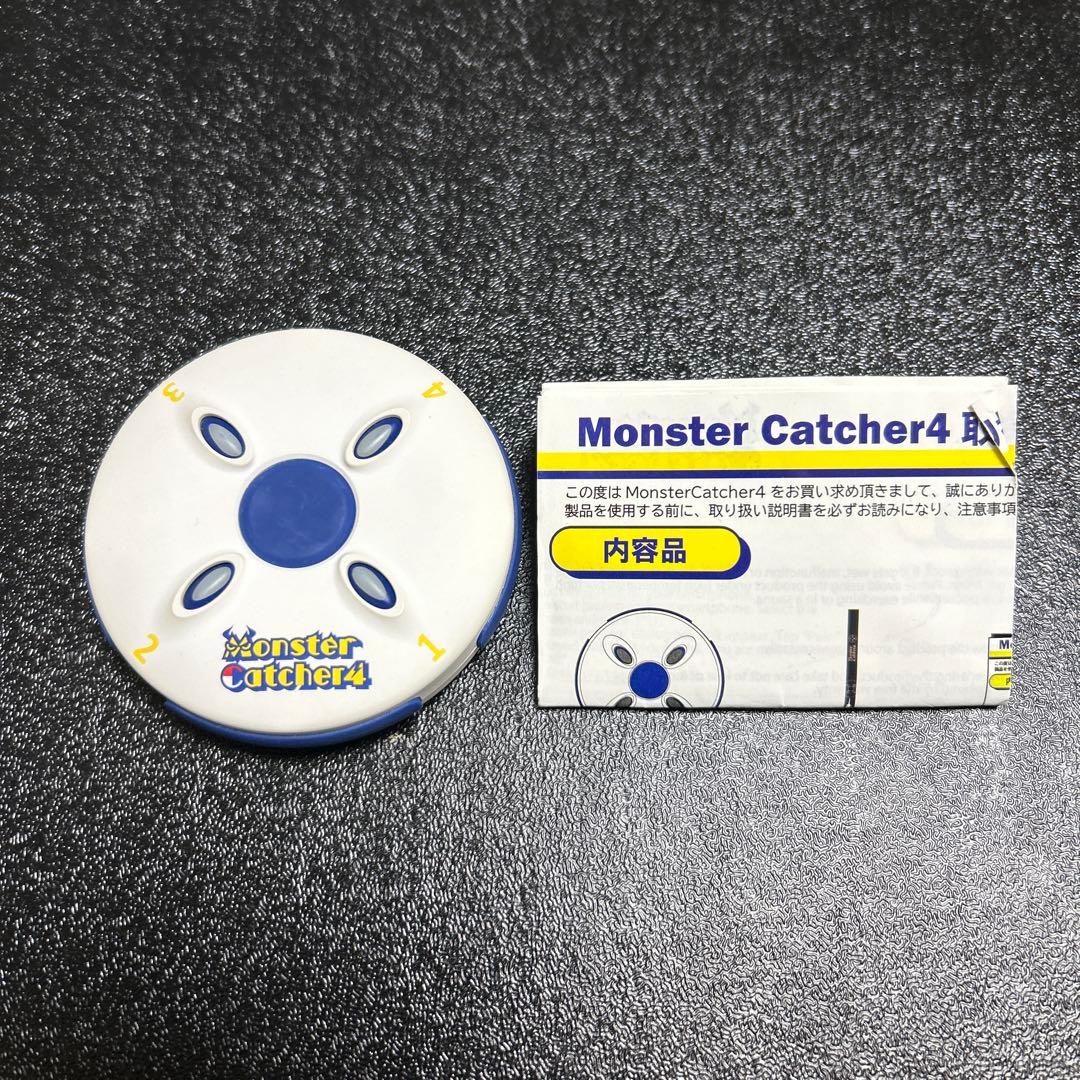 3
4
2
1
Monster
Catcher4
Monster Catcher4 取
この度は MonsterCatcher4 をお買い求め頂きまして、誠にありが
製品を使用する前に、取り扱い説明書を必ずお読みになり、注意事項
内容品